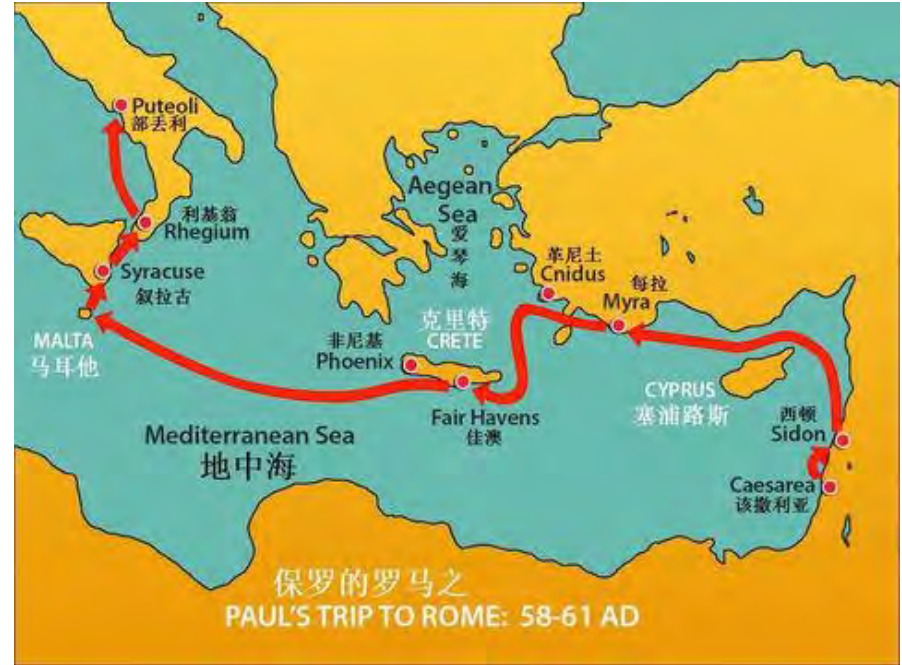 Puteoli
部丢利
Aegean
Sea
爱
琴
海
利基翁
Rhegium
Syracuse
叙拉古
革尼土
Cnidus
每拉
Myra
MALTA
马耳他
非尼基
Phoenix
克里特
CRETE
CYPRUS
塞浦路斯
Fair Havens
佳澳
西顿
Sidon
Mediterranean Sea
地中海
Caesarea
该撒利亚
保罗的罗马之
PAUL'S TRIP TO ROME: 58-61 AD